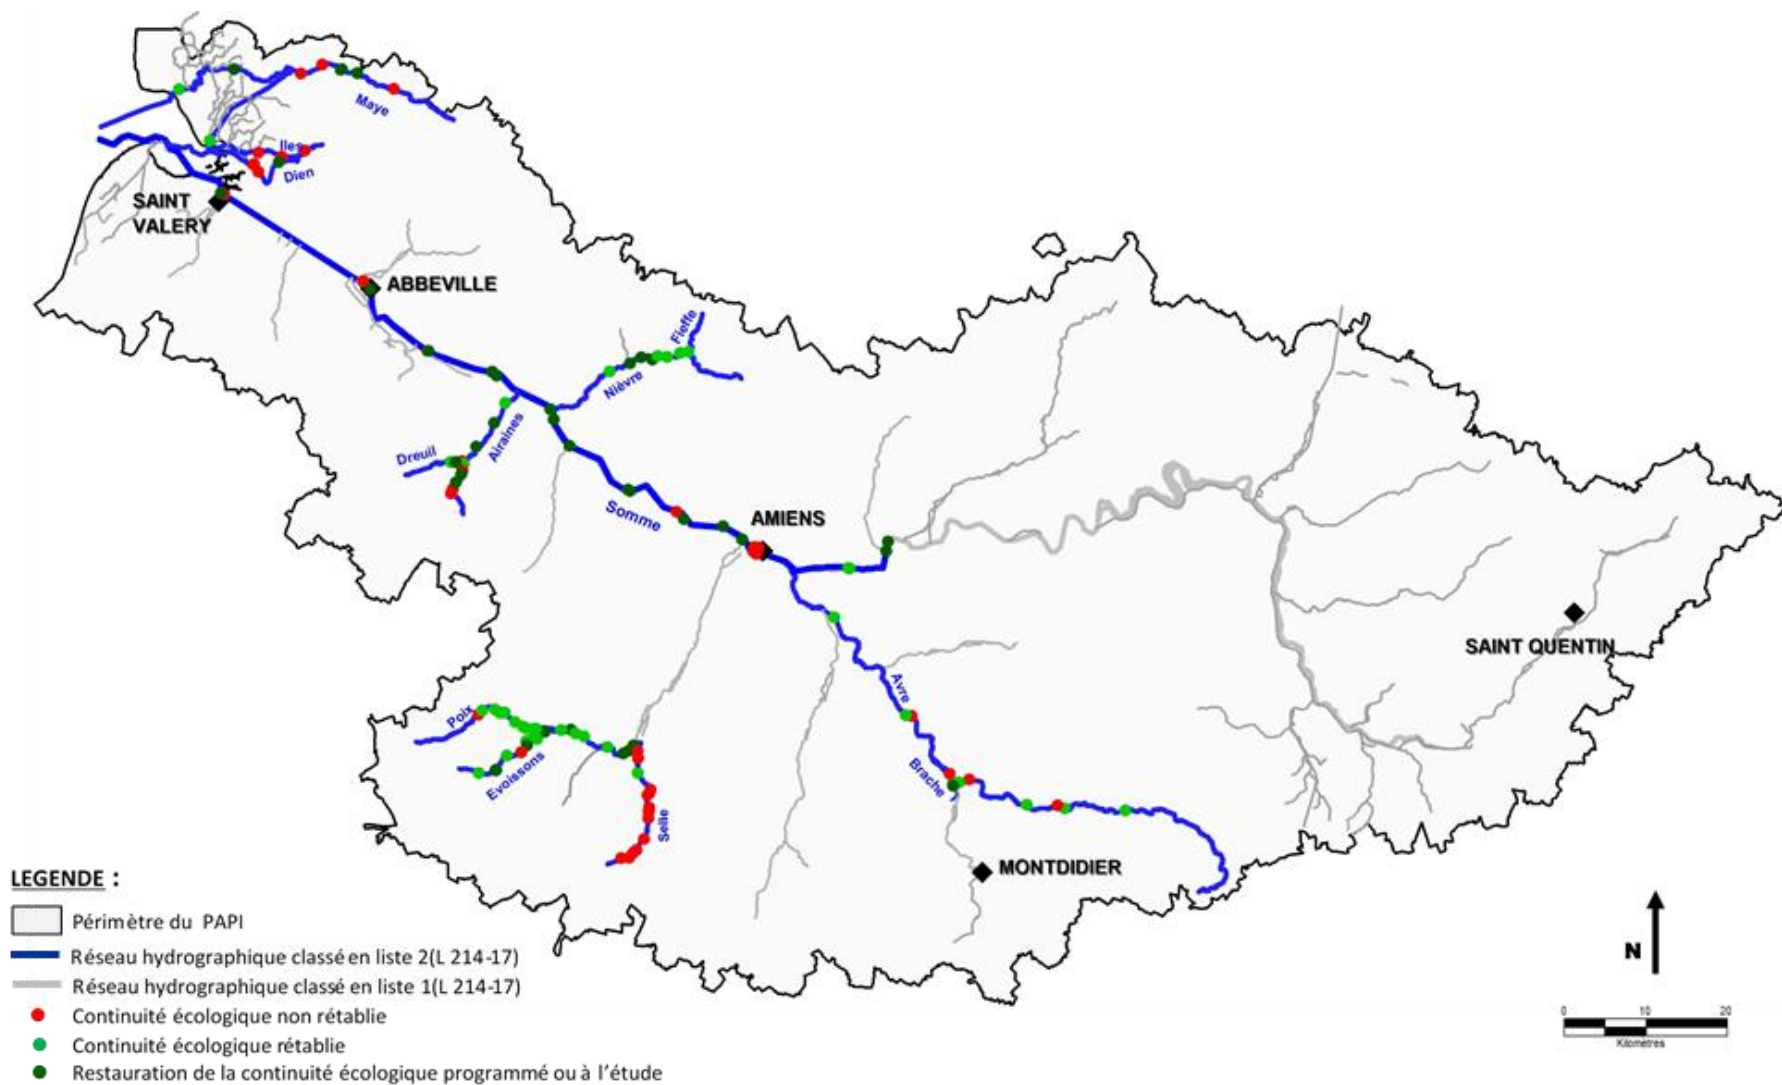 Maye
Iles
Dien
SAINT
VALERY
ABBEVILLE
Fieffe
Nièvre
Airaines
Dreuil
Somme
AMIENS
SAINT QUENTIN
Avre
Poix
Evoissons
Brache
Selle
MONTDIDIER
LEGENDE :
Périmètre du PAPI
Réseau hydrographique classé en liste 2(L 214-17)
Réseau hydrographique classé en liste 1(L 214-17)
Continuité écologique non rétablie
Continuité écologique rétablie
Restauration de la continuité écologique programmé ou à l'étude
N
0 10 20
Kilomètres